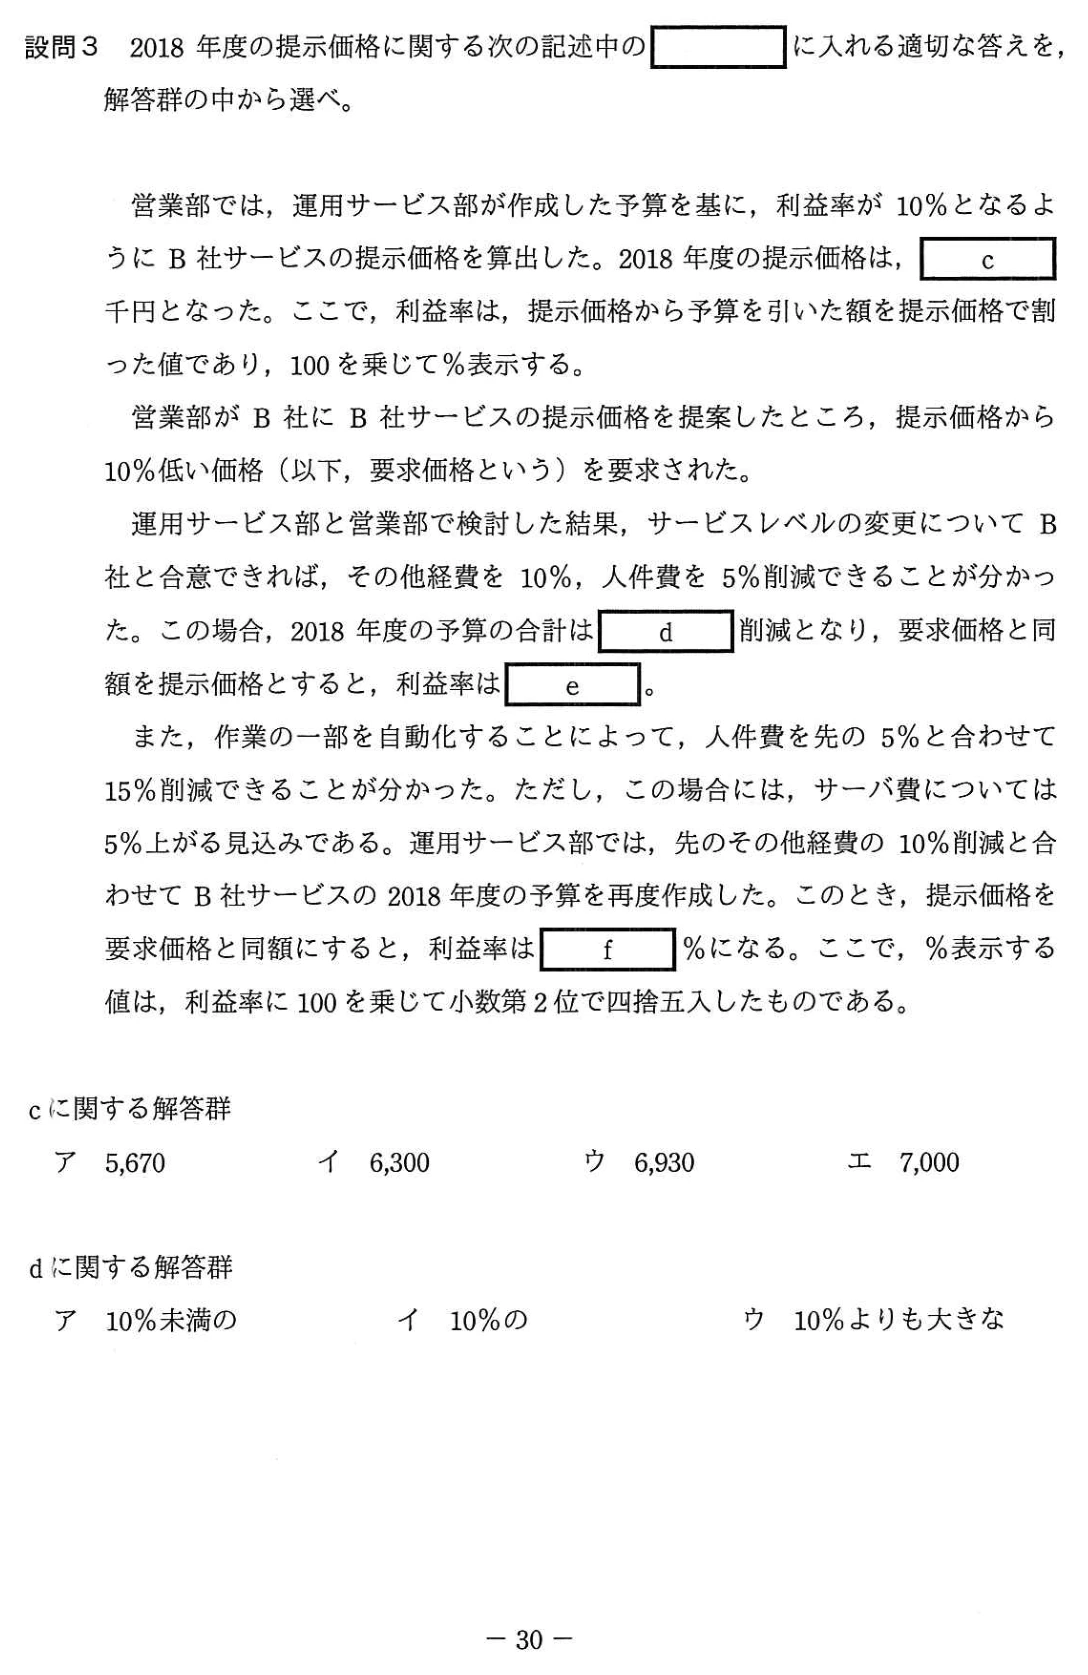 設問3　2018 年度の提示価格に関する次の記述中の　　　　に入れる適切な答えを，
解答群の中から選べ。
営業部では，運用サービス部が作成した予算を基に，利益率が 10％となるよ
うに B 社サービスの提示価格を算出した。2018 年度の提示価格は，　c
千円となった。ここで，利益率は，提示価格から予算を引いた額を提示価格で割
った値であり，100 を乗じて％表示する。
営業部が B 社に B 社サービスの提示価格を提案したところ，提示価格から
10％低い価格（以下，要求価格という）を要求された。
運用サービス部と営業部で検討した結果，サービスレベルの変更について B
社と合意できれば，その他経費を 10％，人件費を 5％削減できることが分かっ
た。この場合，2018 年度の予算の合計は　d　削減となり，要求価格と同
額を提示価格とすると，利益率は　e　。
また，作業の一部を自動化することによって，人件費を先の 5％と合わせて
15％削減できることが分かった。ただし，この場合には，サーバ費については
5％上がる見込みである。運用サービス部では，先のその他経費の 10％削減と合
わせて B 社サービスの 2018 年度の予算を再度作成した。このとき，提示価格を
要求価格と同額にすると，利益率は　f　％になる。ここで，％表示する
値は，利益率に 100 を乗じて小数第 2 位で四捨五入したものである。
c に関する解答群
ア　5,670　イ　6,300　ウ　6,930　エ　7,000
d に関する解答群
ア　10％未満の　イ　10％の　ウ　10％よりも大きな
－ 30 －